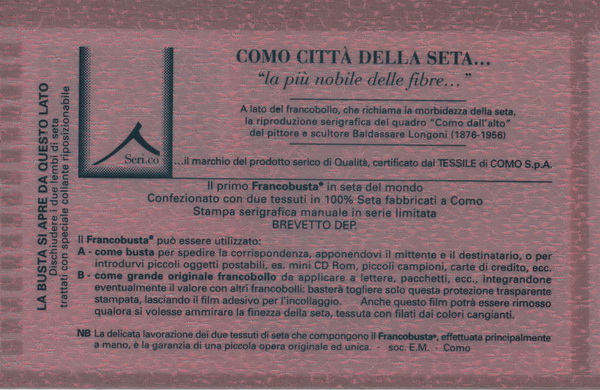 COMO CITTÀ DELLA SETA...
“la più nobile delle fibre...”
A lato del francobollo, che richiama la morbidezza della seta,
la riproduzione serigrafica del quadro “Como dall'alto”
del pittore e scultore Baldassare Longoni (1876-1956)
Seri.co
...il marchio del prodotto serico di Qualità, certificato dal TESSILE di COMO S.p.A.
Il primo Francobusta® in seta del mondo
Confezionato con due tessuti in 100% Seta fabbricati a Como
Stampa serigrafica manuale in serie limitata
BREVETTO DEP.
Il Francobusta® può essere utilizzato:
A - come busta per spedire la corrispondenza, apponendovi il mittente e il destinatario, o per
introdurvi piccoli oggetti postabili, es. mini CD Rom, piccoli campioni, carte di credito, ecc.
B - come grande originale francobollo da applicare a lettere, pacchetti, ecc., integrandone
eventualmente il valore con altri francobolli: basterà togliere solo questa protezione trasparente
stampata, lasciando il film adesivo per l'incollaggio. Anche questo film potrà essere rimosso
qualora si volesse ammirare la finezza della seta, tessuta con filati dai colori cangianti.
NB La delicata lavorazione dei due tessuti di seta che compongono il Francobusta®, effettuata principalmente
a mano, è la garanzia di una piccola opera originale ed unica. - soc. E.M. - Como
LA BUSTA SI APRE DA QUESTO LATO
Dischiudere i due lembi di seta
trattati con speciale collante riposizionabile